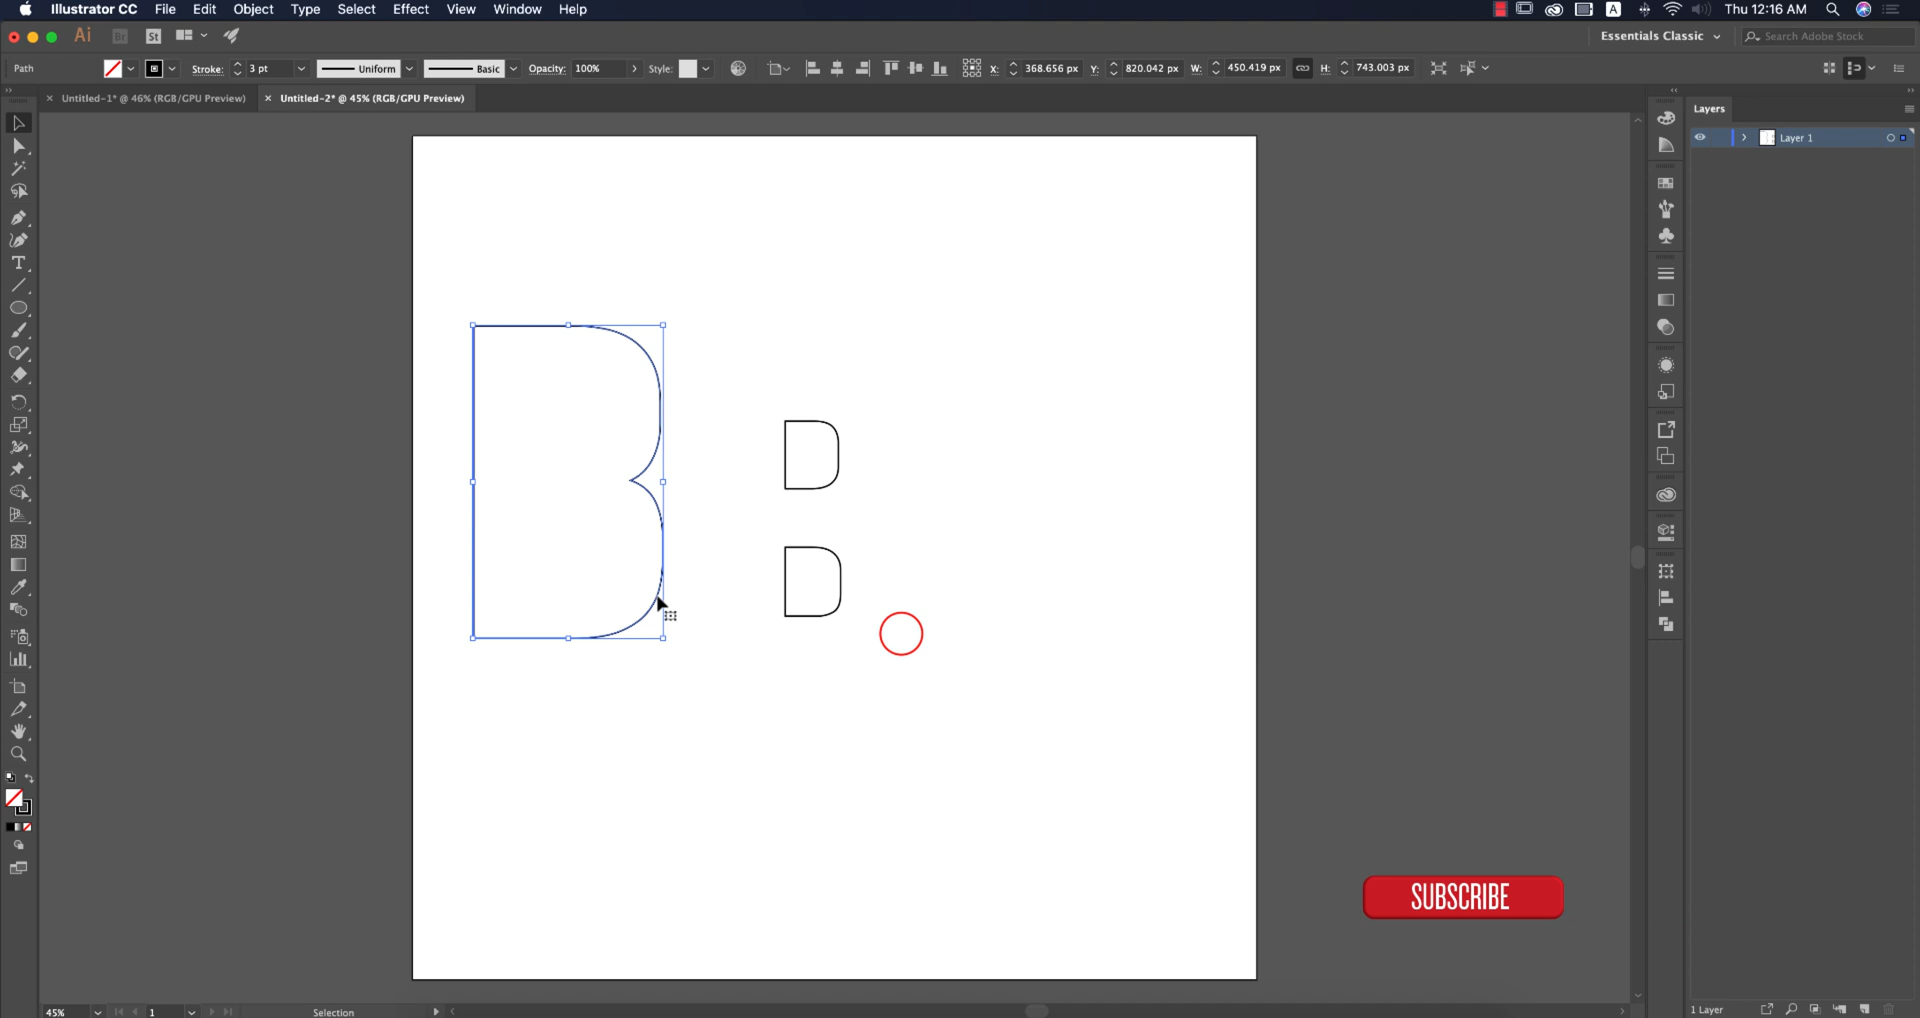 Illustrator CC File Edit Object Type Select Effect View Window Help
A Thu 12:16 AM
Ai Br St Essentials Classic Search Adobe Stock
Path Stroke: 3 pt Uniform Basic Opacity: 100% Style: X: 368.656 px Y: 820.042 px W: 450.419 px H: 743.003 px
Untitled-1* @ 46% (RGB/GPU Preview) Untitled-2* @ 45% (RGB/GPU Preview)
Layers
Layer 1
B
D
D
SUBSCRIBE
45% 1 Selection 1 Layer